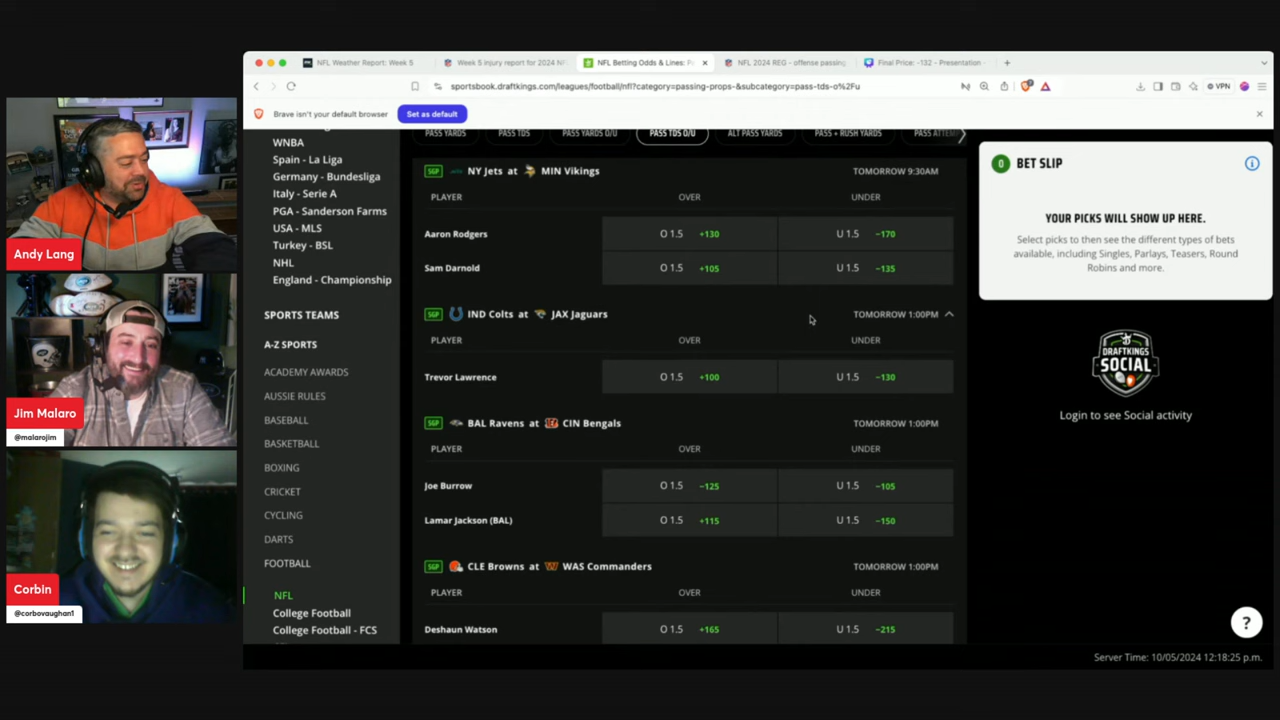 NFL Weather Report: Week 5
Week 5 injury report for 2024 NF
NFL Betting Odds & Lines: P
NFL 2024 REG - offense passing
Final Price: -132 - Presentation
sportsbook.draftkings.com/leagues/football/nfl?category=passing-props-&subcategory=pass-tds-o%2Fu
VPN
Brave isn't your default browser
Set as default
WNBA
Spain - La Liga
Germany - Bundesliga
Italy - Serie A
PGA - Sanderson Farms
USA - MLS
Turkey - BSL
NHL
England - Championship
SPORTS TEAMS
A-Z SPORTS
ACADEMY AWARDS
AUSSIE RULES
BASEBALL
BASKETBALL
BOXING
CRICKET
CYCLING
DARTS
FOOTBALL
NFL
College Football
College Football - FCS
PASS YARDS
PASS TDS
PASS YARDS O/U
PASS TDS O/U
ALT PASS YARDS
PASS + RUSH YARDS
PASS ATTEM
SGP NY Jets at MIN Vikings TOMORROW 9:30AM
PLAYER OVER UNDER
Aaron Rodgers O 1.5 +130 U 1.5 −170
Sam Darnold O 1.5 +105 U 1.5 −135
SGP IND Colts at JAX Jaguars TOMORROW 1:00PM
PLAYER OVER UNDER
Trevor Lawrence O 1.5 +100 U 1.5 −130
SGP BAL Ravens at CIN Bengals TOMORROW 1:00PM
PLAYER OVER UNDER
Joe Burrow O 1.5 −125 U 1.5 −105
Lamar Jackson (BAL) O 1.5 +115 U 1.5 −150
SGP CLE Browns at WAS Commanders TOMORROW 1:00PM
PLAYER OVER UNDER
Deshaun Watson O 1.5 +165 U 1.5 −215
0 BET SLIP
YOUR PICKS WILL SHOW UP HERE.
Select picks to then see the different types of bets
available, including Singles, Parlays, Teasers, Round
Robins and more.
DRAFTKINGS
SOCIAL
Login to see Social activity
?
Server Time: 10/05/2024 12:18:25 p.m.
Andy Lang
Jim Malaro
@malarojim
Corbin
@corbovaughan1